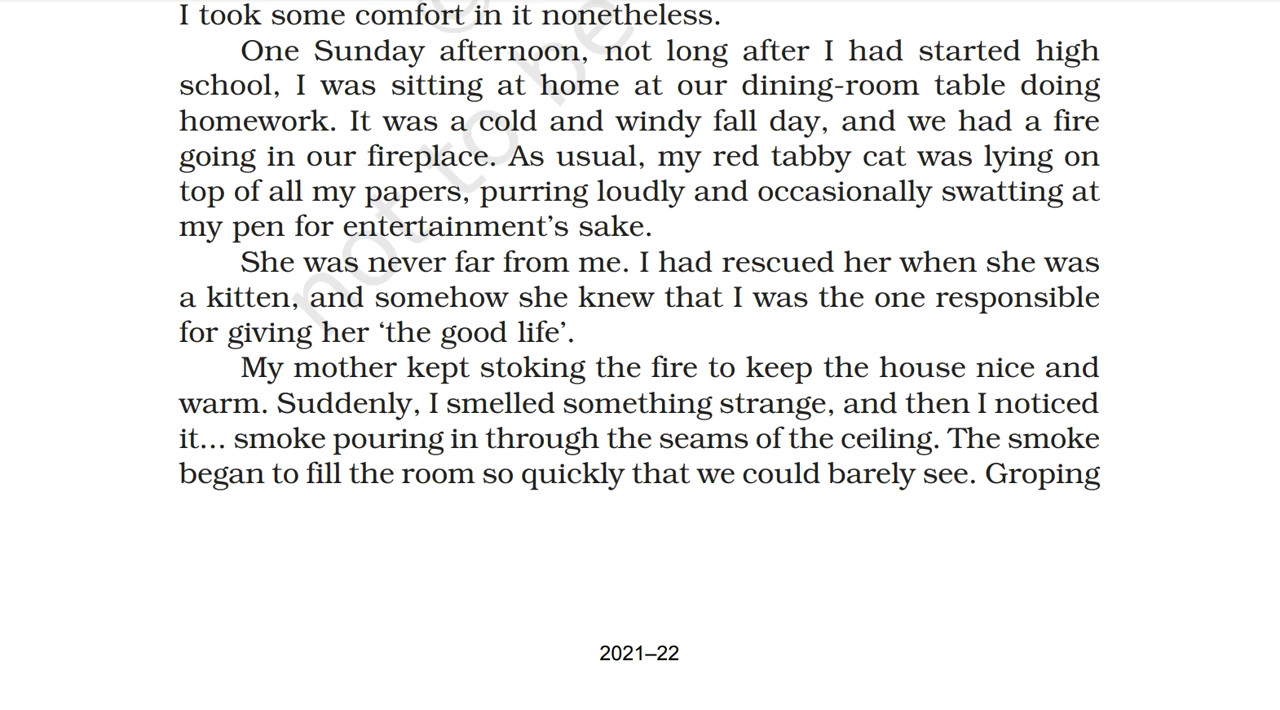 I took some comfort in it nonetheless.
One Sunday afternoon, not long after I had started high
school, I was sitting at home at our dining-room table doing
homework. It was a cold and windy fall day, and we had a fire
going in our fireplace. As usual, my red tabby cat was lying on
top of all my papers, purring loudly and occasionally swatting at
my pen for entertainment’s sake.
She was never far from me. I had rescued her when she was
a kitten, and somehow she knew that I was the one responsible
for giving her ‘the good life’.
My mother kept stoking the fire to keep the house nice and
warm. Suddenly, I smelled something strange, and then I noticed
it... smoke pouring in through the seams of the ceiling. The smoke
began to fill the room so quickly that we could barely see. Groping
not to be
2021–22